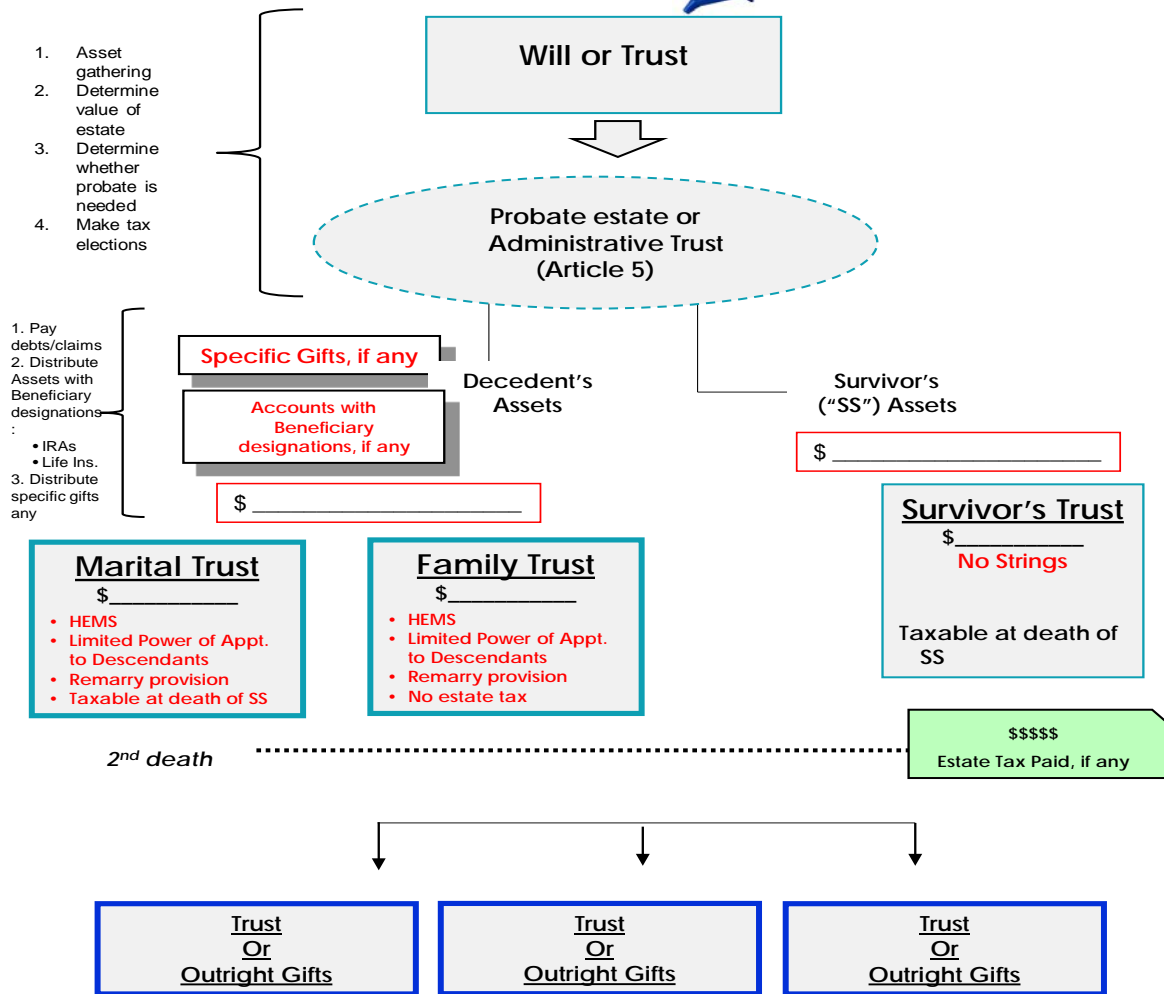 Will or Trust
1. Asset
gathering
2. Determine
value of
estate
3. Determine
whether
probate is
needed
4. Make tax
elections
Probate estate or
Administrative Trust
(Article 5)
1. Pay
debts/claims
2. Distribute
Assets with
Beneficiary
designations
:
• IRAs
• Life Ins.
3. Distribute
specific gifts
any
Specific Gifts, if any
Accounts with
Beneficiary
designations, if any
Decedent's
Assets
$ ______________________
Survivor's
("SS") Assets
$ ______________________
Marital Trust
$___________
• HEMS
• Limited Power of Appt.
to Descendants
• Remarry provision
• Taxable at death of SS
Family Trust
$___________
• HEMS
• Limited Power of Appt.
to Descendants
• Remarry provision
• No estate tax
Survivor's Trust
$___________
No Strings
Taxable at death of
SS
2nd death
$$$$$
Estate Tax Paid, if any
Trust
Or
Outright Gifts
Trust
Or
Outright Gifts
Trust
Or
Outright Gifts